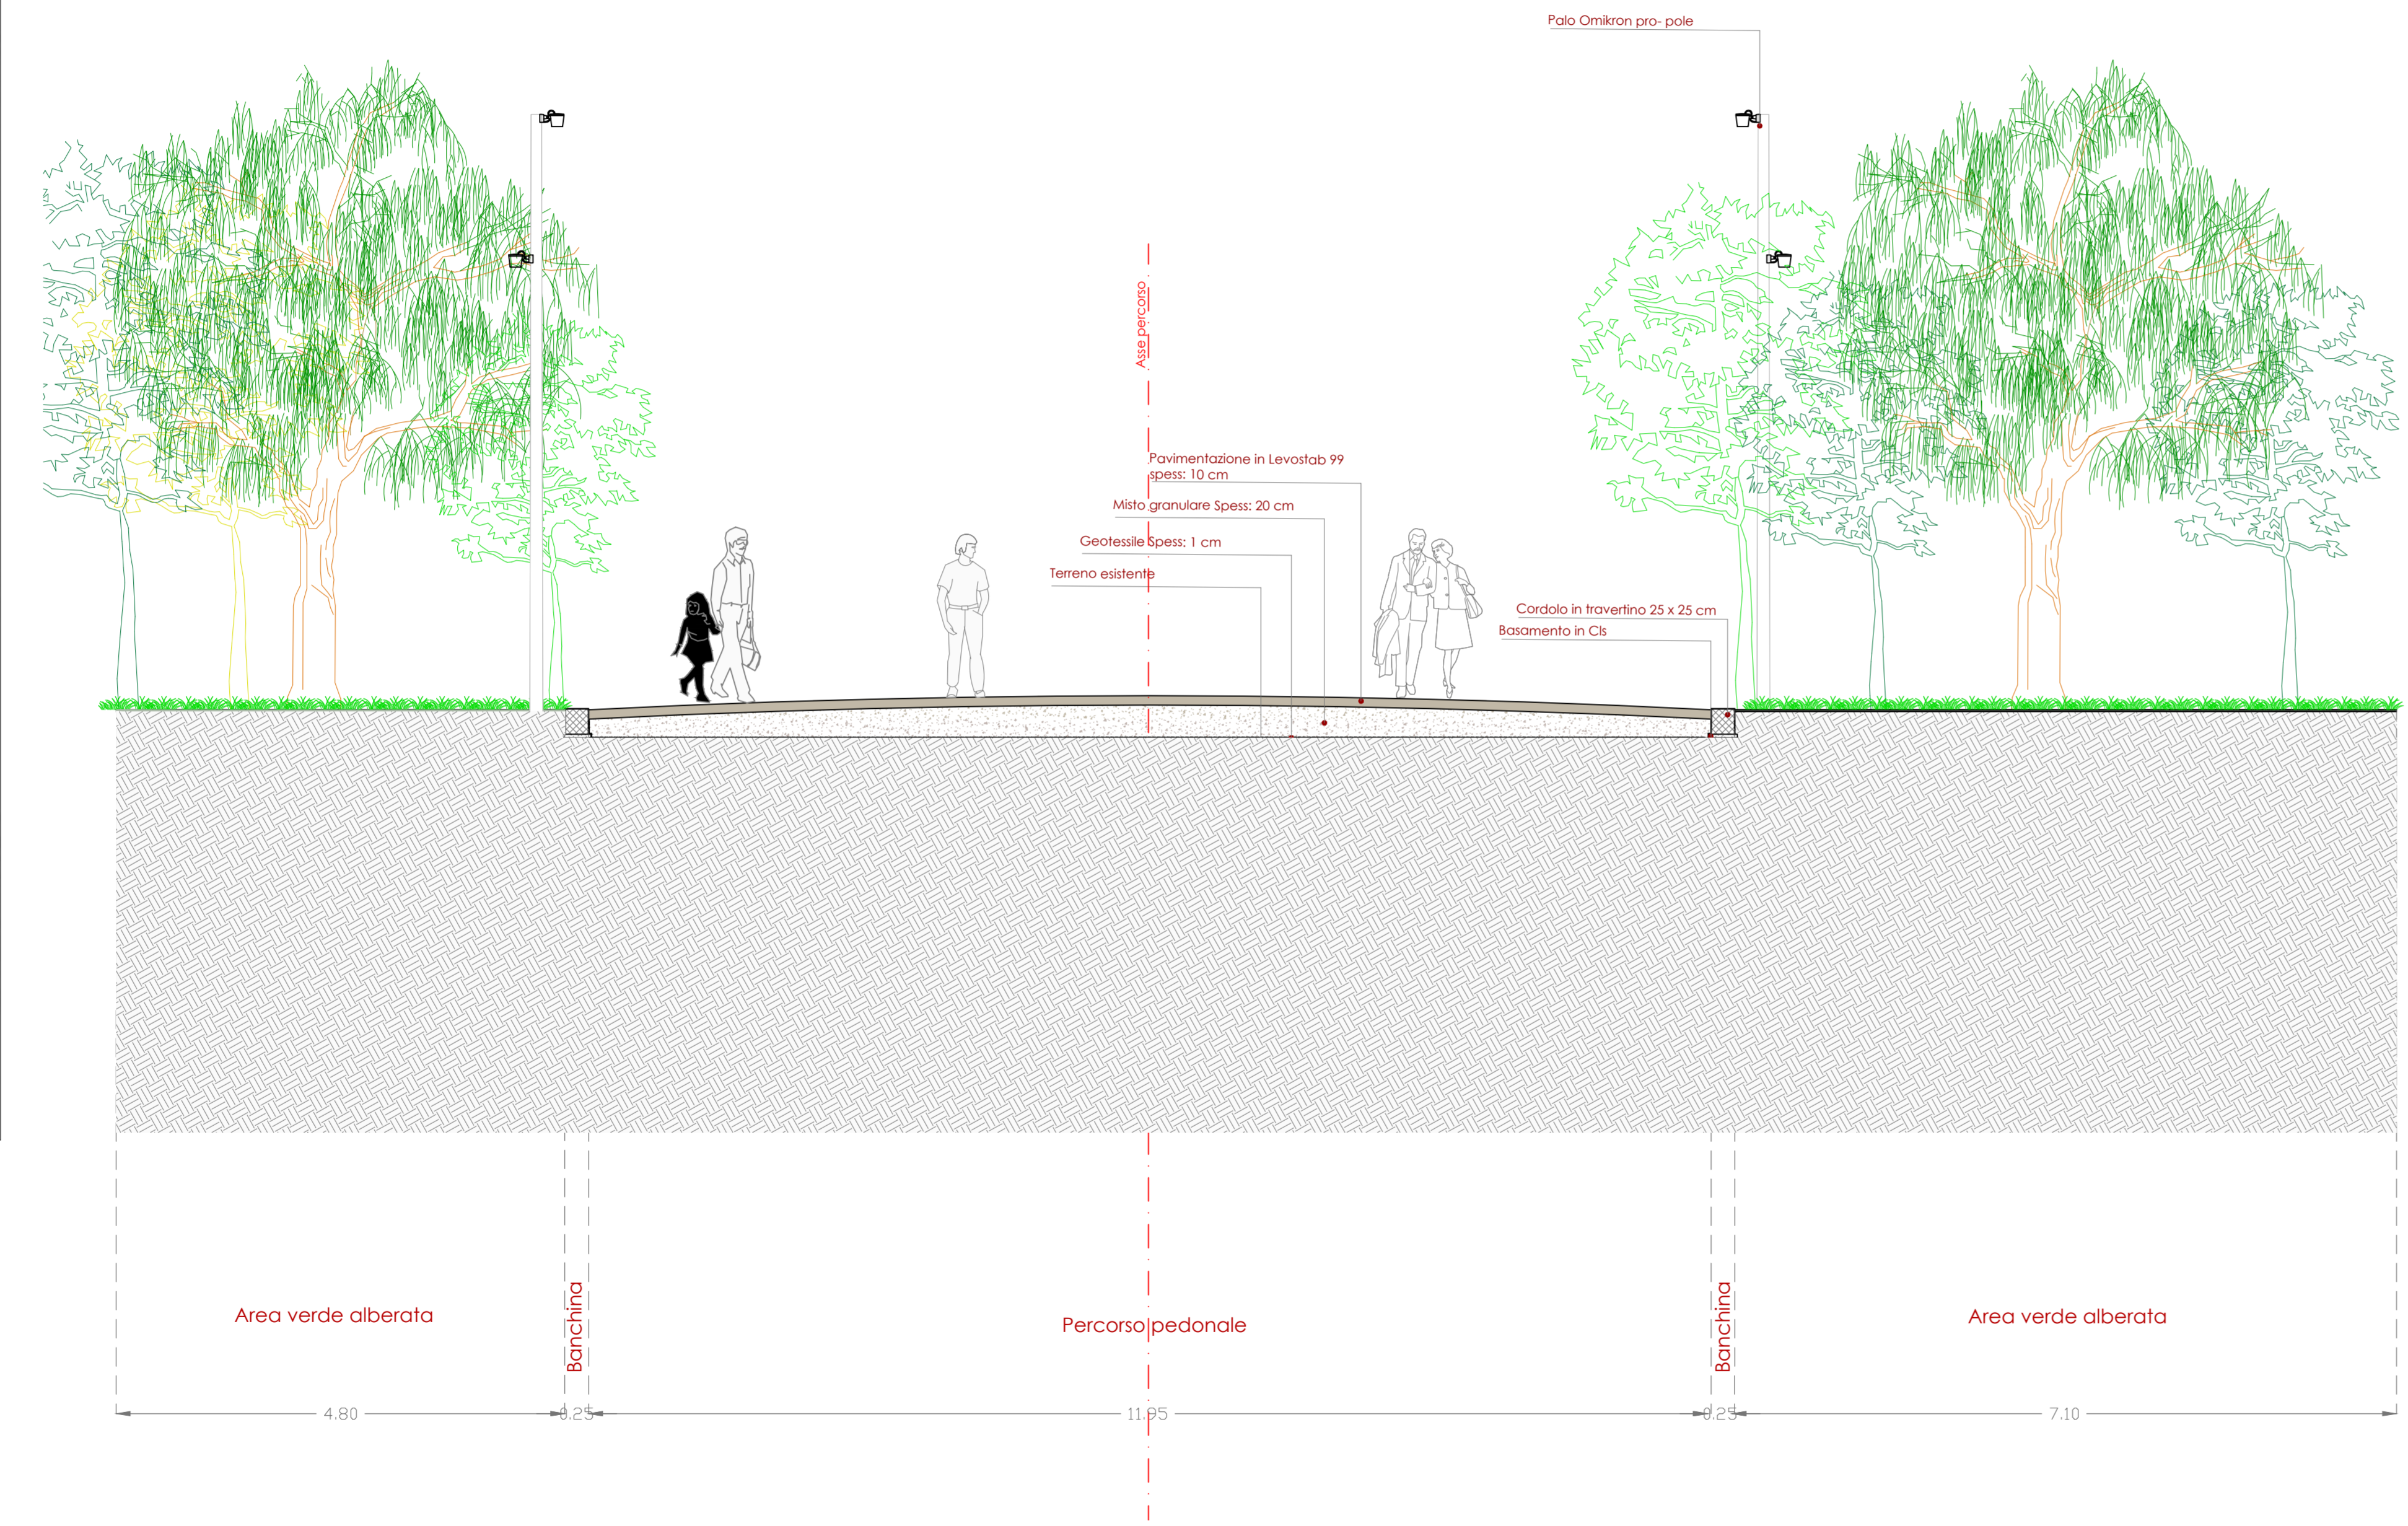 Palo Omikron pro- pole
Asse percorso
Pavimentazione in Levostab 99
spess: 10 cm
Misto granulare Spess: 20 cm
Geotessile Spess: 1 cm
Terreno esistente
Cordolo in travertino 25 x 25 cm
Basamento in Cls
Area verde alberata
Banchina
Percorso pedonale
Banchina
Area verde alberata
4.80
0.25
11.95
0.25
7.10